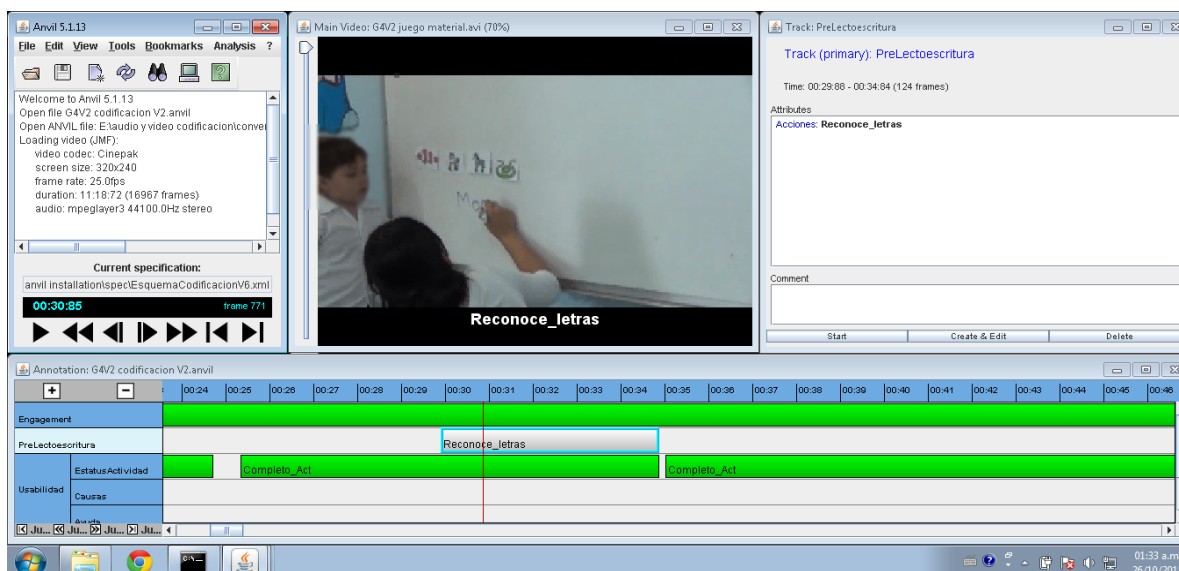 Anvil 5.1.13
File Edit View Tools Bookmarks Analysis ?
Welcome to Anvil 5.1.13
Open file G4V2 codificacion V2.anvil
Open ANVIL file: E:\audio y video codificacion\conver
Loading video (JMF):
video codec: Cinepak
screen size: 320x240
frame rate: 25.0fps
duration: 11:18:72 (16967 frames)
audio: mpeglayer3 44100.0Hz stereo
Current specification:
anvil installation\spec\EsquemaCodificacionV6.xml
00:30:85 frame 771
Main Video: G4V2 juego material.avi (70%)
Reconoce_letras
Track: PreLectoescritura
Track (primary): PreLectoescritura
Time: 00:29:88 - 00:34:84 (124 frames)
Attributes
Acciones: Reconoce_letras
Comment
Start Create & Edit Delete
Annotation: G4V2 codificacion V2.anvil
+ - 00:24 00:25 00:26 00:27 00:28 00:29 00:30 00:31 00:32 00:33 00:34 00:35 00:36 00:37 00:38 00:39 00:40 00:41 00:42 00:43 00:44 00:45 00:46
Engagement
PreLectoescritura Reconoce_letras
Usabilidad EstatusActividad Completo_Act Completo_Act
Causas
Ayuda
Ju... Ju... Ju... Ju...
01:33 a.m.